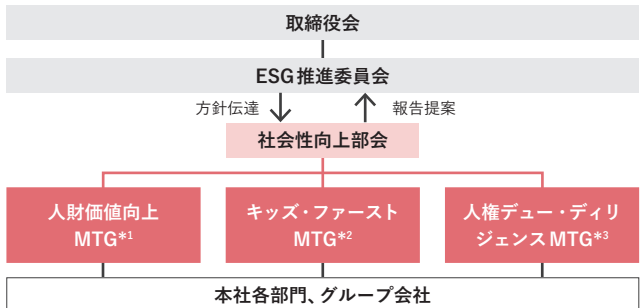 取締役会
ESG推進委員会
方針伝達 報告提案
社会性向上部会
人財価値向上
MTG*1
キッズ・ファースト
MTG*2
人権デュー・ディリ
ジェンスMTG*3
本社各部門、グループ会社